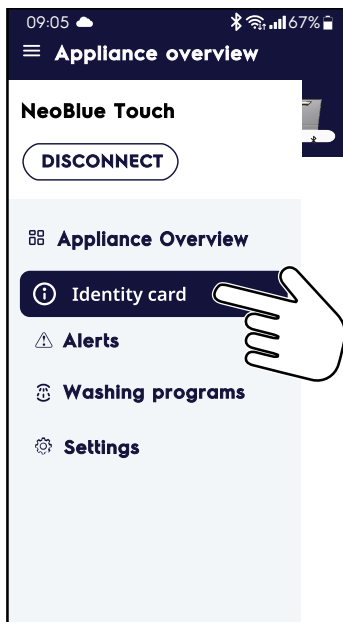 09:05 67%
Appliance overview
NeoBlue Touch
DISCONNECT
Appliance Overview
Identity card
Alerts
Washing programs
Settings